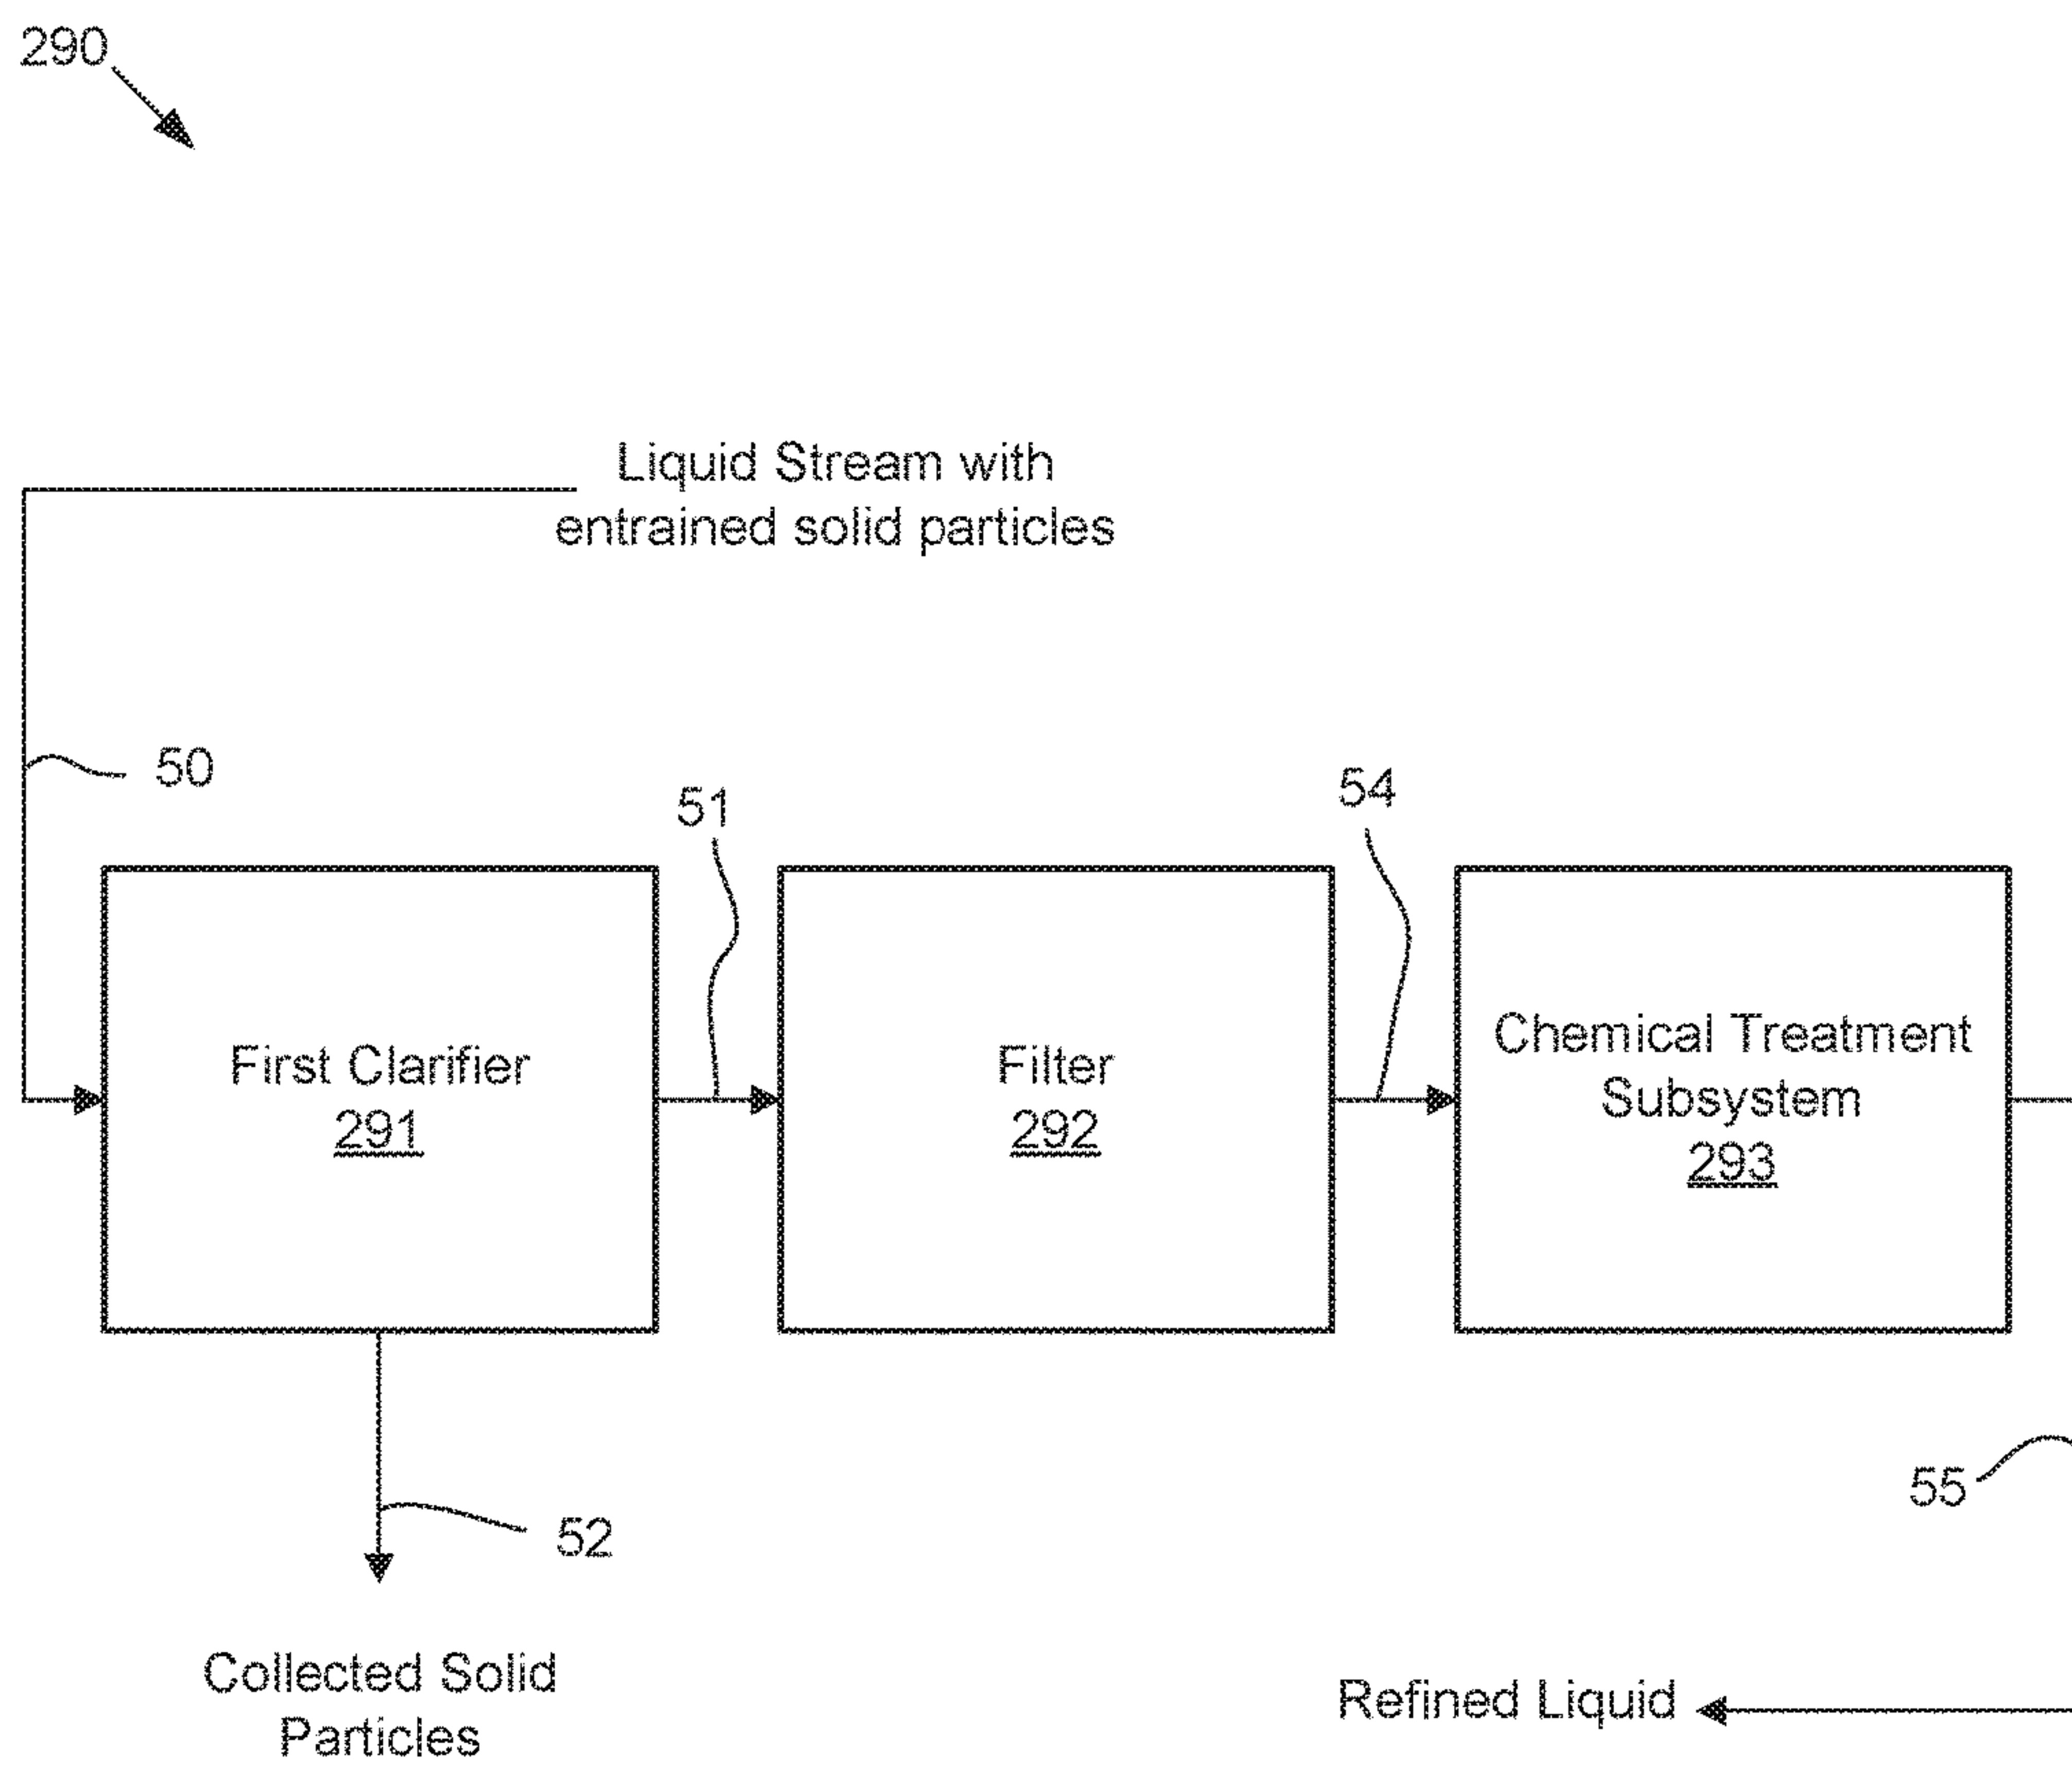 290
Liquid Stream with
entrained solid particles
50
51
54
First Clarifier
291
Filter
292
Chemical Treatment
Subsystem
293
55
52
Collected Solid
Particles
Refined Liquid